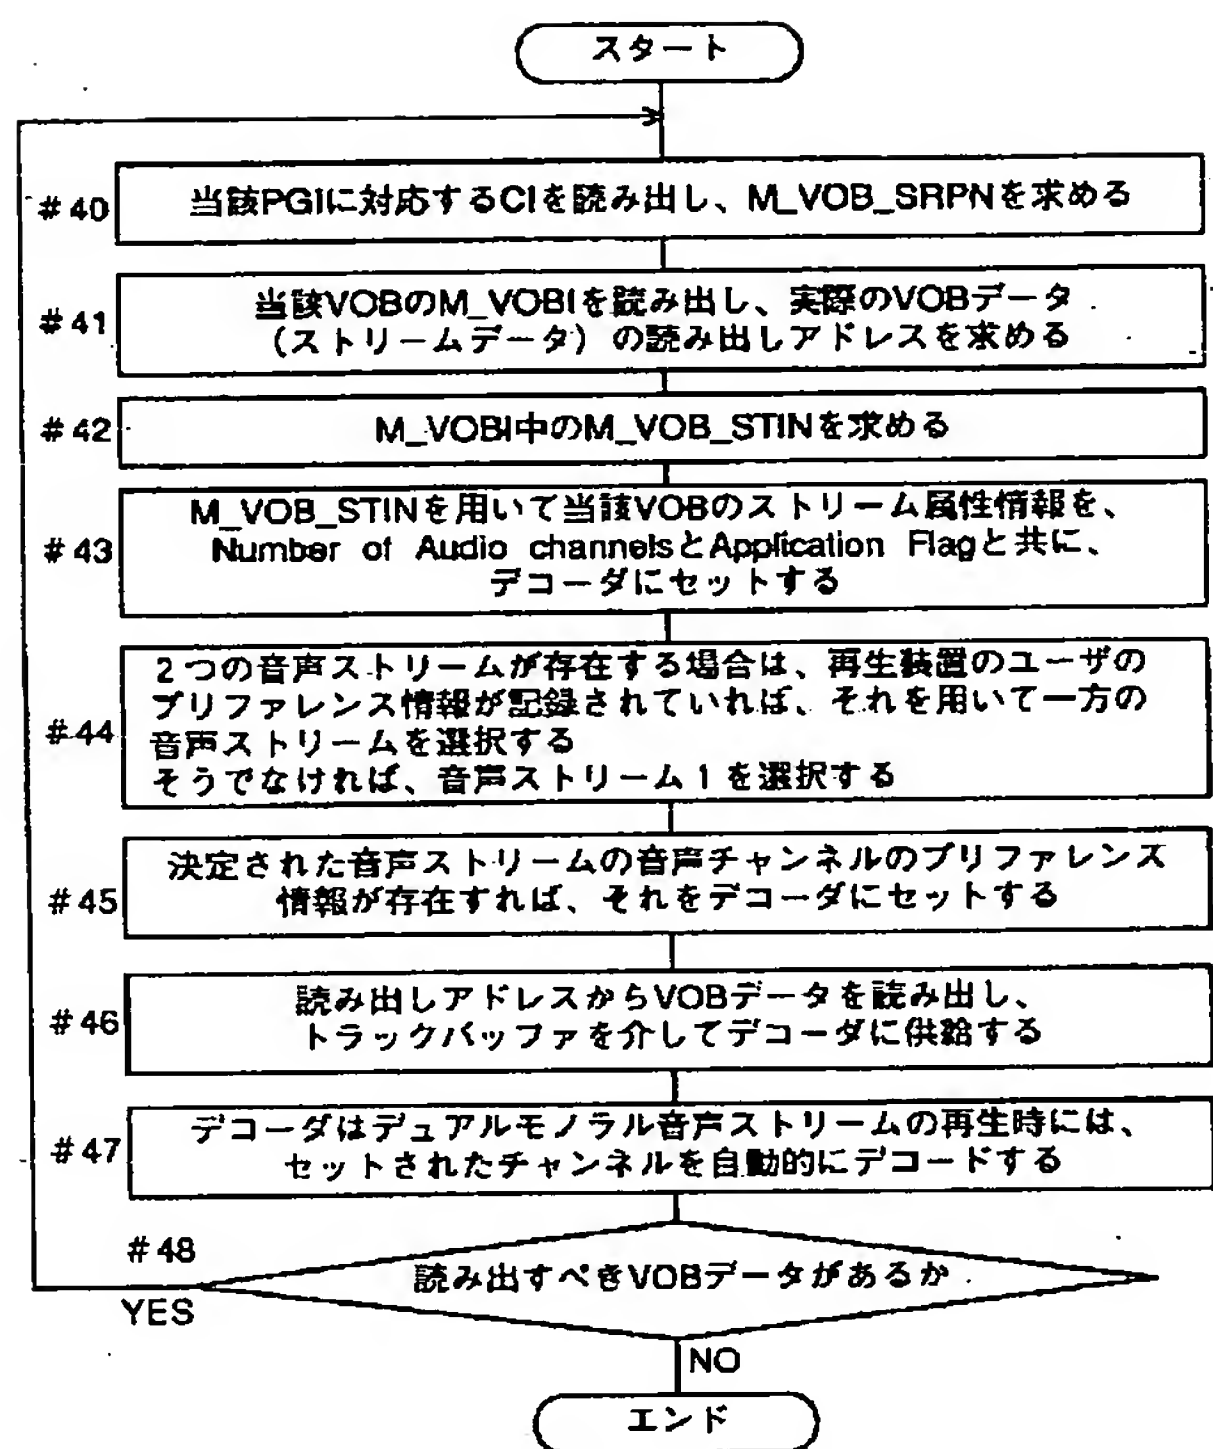 スタート
#40
当該PGIに対応するCIを読み出し、M_VOB_SRPNを求める
#41
当該VOBのM_VOBIを読み出し、実際のVOBデータ
(ストリームデータ)の読み出しアドレスを求める
#42
M_VOBI中のM_VOB_STINを求める
#43
M_VOB_STINを用いて当該VOBのストリーム属性情報を、
Number of Audio channelsとApplication Flagと共に、
デコーダにセットする
#44
2つの音声ストリームが存在する場合は、再生装置のユーザの
プリファレンス情報が記録されていれば、それを用いて一方の
音声ストリームを選択する
そうでなければ、音声ストリーム1を選択する
#45
決定された音声ストリームの音声チャンネルのプリファレンス
情報が存在すれば、それをデコーダにセットする
#46
読み出しアドレスからVOBデータを読み出し、
トラックバッファを介してデコーダに供給する
#47
デコーダはデュアルモノラル音声ストリームの再生時には、
セットされたチャンネルを自動的にデコードする
#48
読み出すべきVOBデータがあるか
YES
NO
エンド